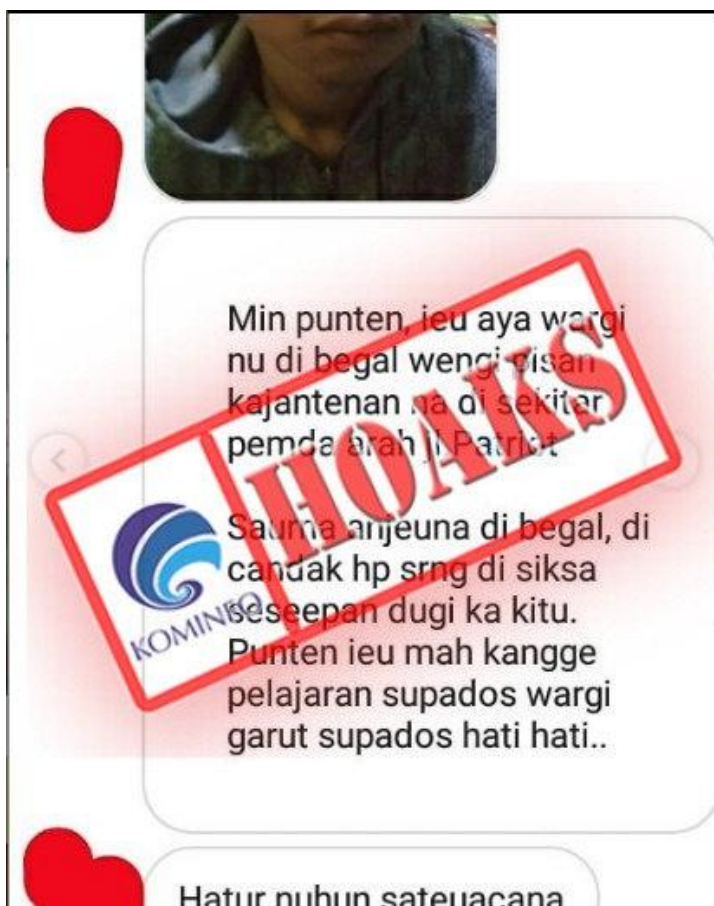 Min punten, ieu aya wargi
nu di begal wengi pisan
kajantenan na di sekitar
pemda arah jl Patriot
HOAKS
Saurna anjeuna di begal, di
candak hp srng di siksa
seseepan dugi ka kitu.
KOMINFO
Punten ieu mah kangge
pelajaran supados wargi
garut supados hati hati..
Hatur nuhun sateuacana